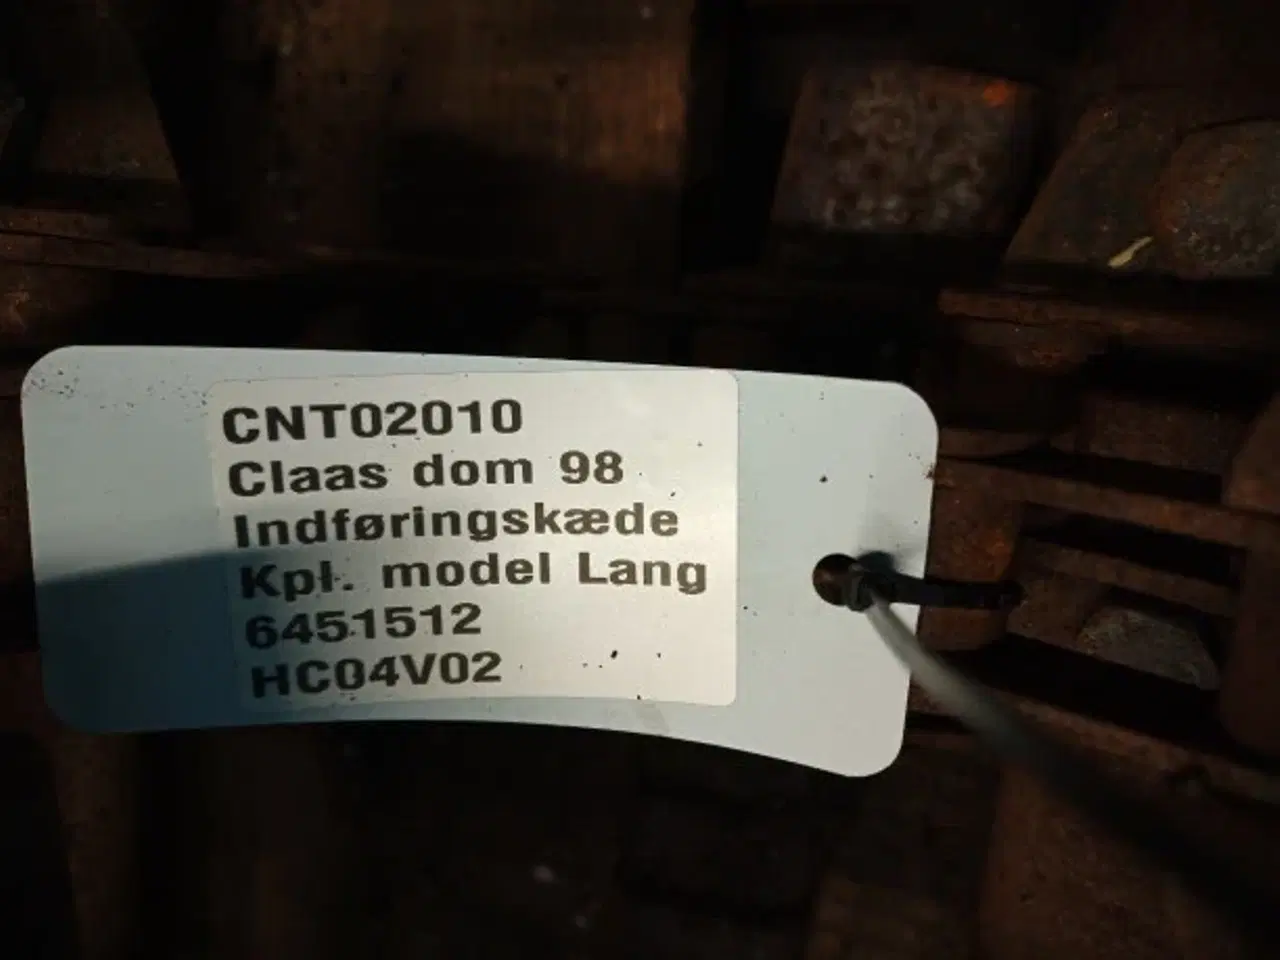 CNT02010
Claas dom 98
Indføringskæde
Kpl. model Lang
6451512
HC04V02